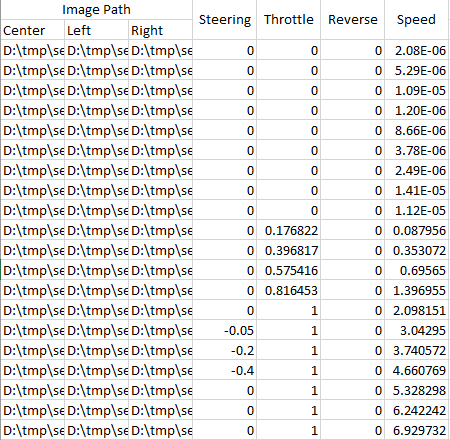 Image Path Steering Throttle Reverse Speed
Center Left Right
D:\tmp\se D:\tmp\se D:\tmp\se 0 0 0 2.08E-06
D:\tmp\se D:\tmp\se D:\tmp\se 0 0 0 5.29E-06
D:\tmp\se D:\tmp\se D:\tmp\se 0 0 0 1.09E-05
D:\tmp\se D:\tmp\se D:\tmp\se 0 0 0 1.20E-06
D:\tmp\se D:\tmp\se D:\tmp\se 0 0 0 8.66E-06
D:\tmp\se D:\tmp\se D:\tmp\se 0 0 0 3.78E-06
D:\tmp\se D:\tmp\se D:\tmp\se 0 0 0 2.49E-06
D:\tmp\se D:\tmp\se D:\tmp\se 0 0 0 1.41E-05
D:\tmp\se D:\tmp\se D:\tmp\se 0 0 0 1.12E-05
D:\tmp\se D:\tmp\se D:\tmp\se 0 0.176822 0 0.087956
D:\tmp\se D:\tmp\se D:\tmp\se 0 0.396817 0 0.353072
D:\tmp\se D:\tmp\se D:\tmp\se 0 0.575416 0 0.69565
D:\tmp\se D:\tmp\se D:\tmp\se 0 0.816453 0 1.396955
D:\tmp\se D:\tmp\se D:\tmp\se 0 1 0 2.098151
D:\tmp\se D:\tmp\se D:\tmp\se -0.05 1 0 3.04295
D:\tmp\se D:\tmp\se D:\tmp\se -0.2 1 0 3.740572
D:\tmp\se D:\tmp\se D:\tmp\se -0.4 1 0 4.660769
D:\tmp\se D:\tmp\se D:\tmp\se 0 1 0 5.328298
D:\tmp\se D:\tmp\se D:\tmp\se 0 1 0 6.242242
D:\tmp\se D:\tmp\se D:\tmp\se 0 1 0 6.929732